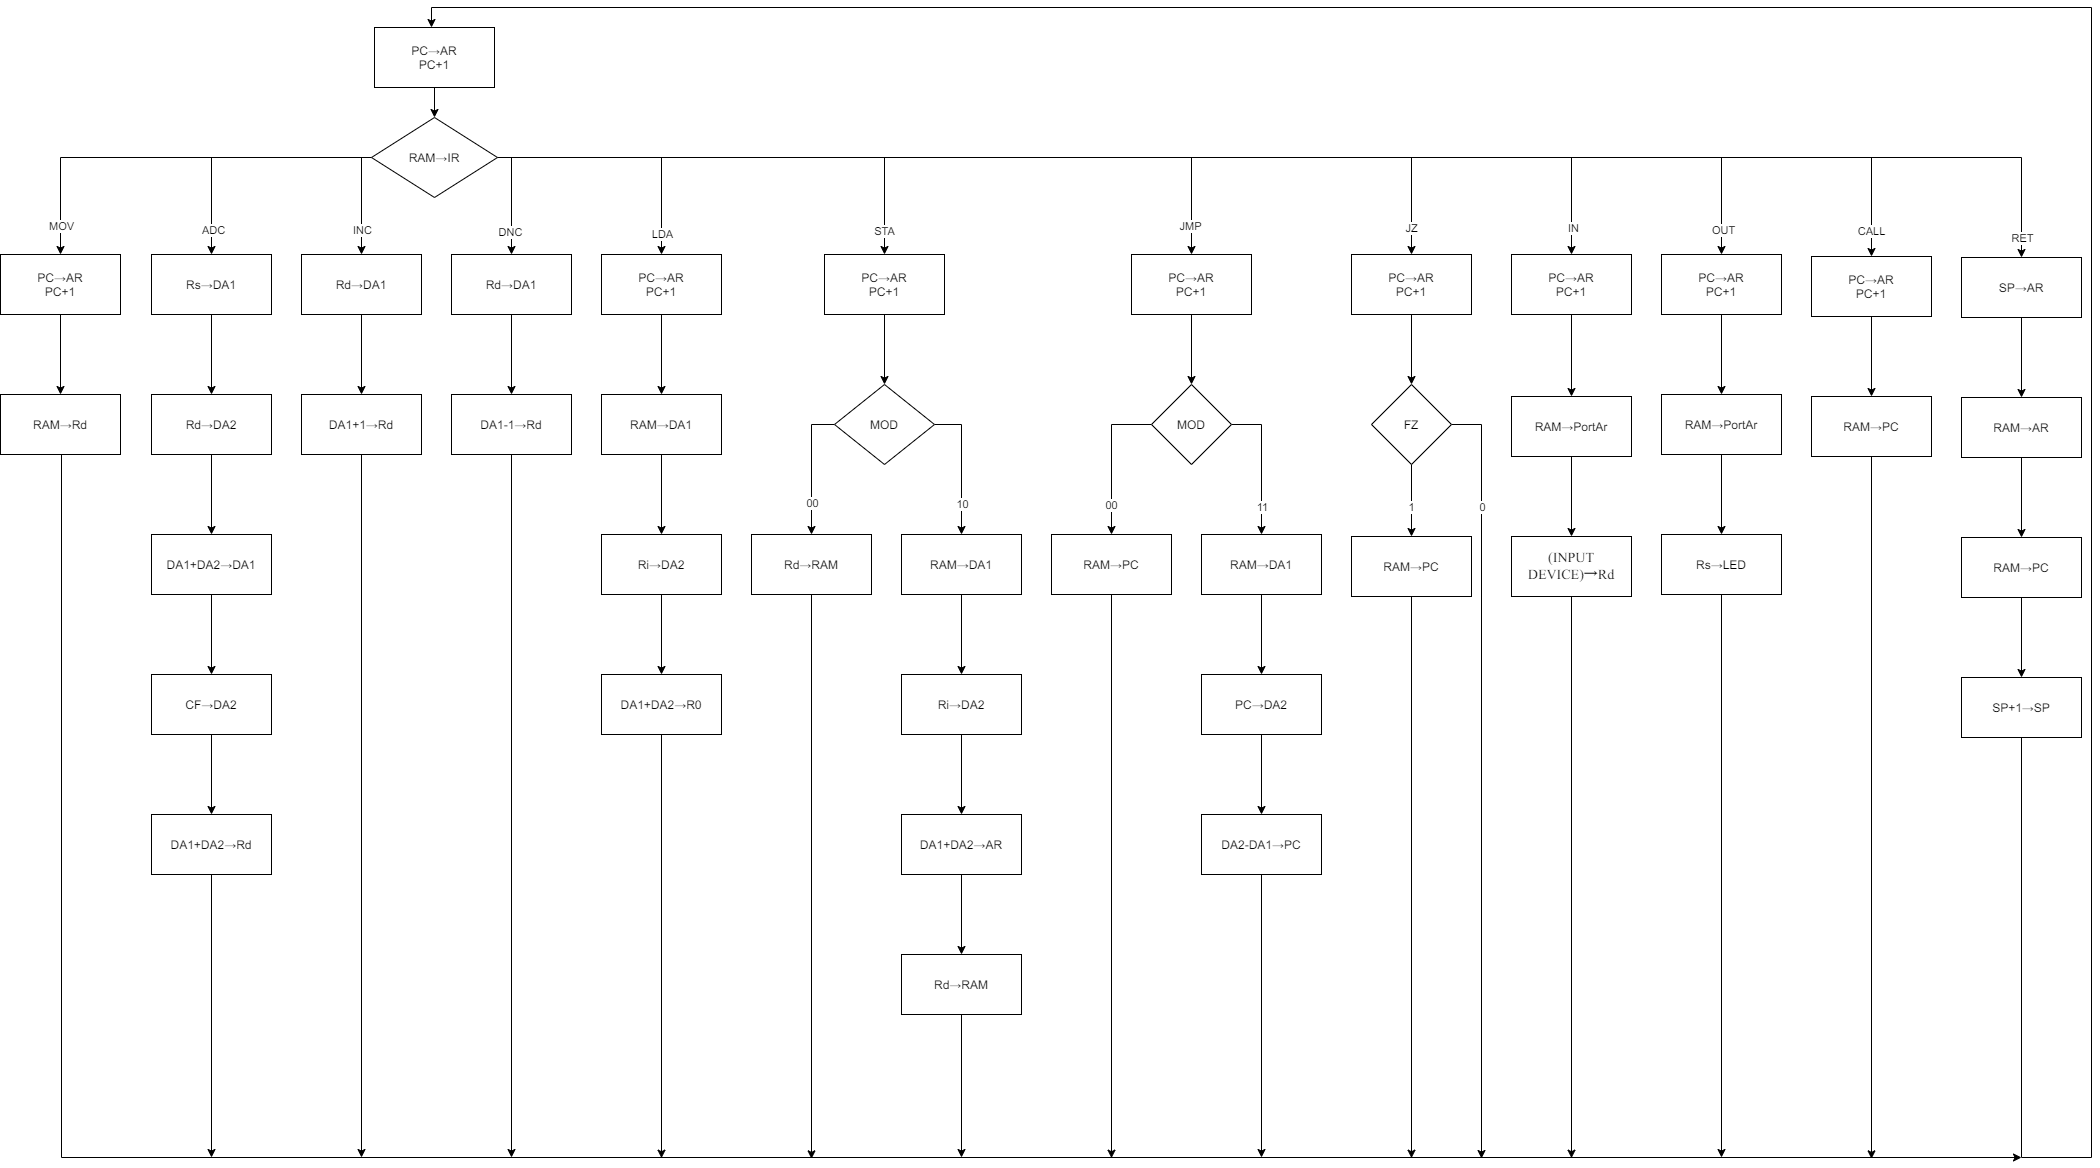 PC→AR
PC+1
RAM→IR
MOV
ADC
INC
DNC
LDA
STA
JMP
JZ
IN
OUT
CALL
RET
PC→AR
PC+1
Rs→DA1
Rd→DA1
Rd→DA1
PC→AR
PC+1
PC→AR
PC+1
PC→AR
PC+1
PC→AR
PC+1
PC→AR
PC+1
PC→AR
PC+1
PC→AR
PC+1
SP→AR
RAM→Rd
Rd→DA2
DA1+1→Rd
DA1-1→Rd
RAM→DA1
MOD
MOD
FZ
RAM→PortAr
RAM→PortAr
RAM→PC
RAM→AR
00
10
00
11
1
0
DA1+DA2→DA1
Ri→DA2
Rd→RAM
RAM→DA1
RAM→PC
RAM→DA1
RAM→PC
(INPUT
DEVICE)→Rd
Rs→LED
RAM→PC
CF→DA2
DA1+DA2→R0
Ri→DA2
PC→DA2
SP+1→SP
DA1+DA2→Rd
DA1+DA2→AR
DA2-DA1→PC
Rd→RAM